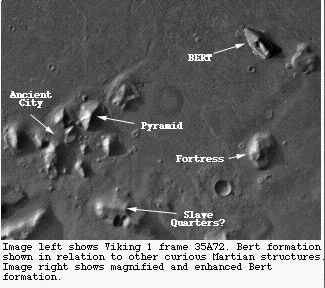 BERT
Ancient
City
Pyramid
Fortress
Slave
Quarters?
Image left shows Viking 1 frame 35A72. Bert formation
shown in relation to other curious Martian structures.
Image right shows magnified and enhanced Bert
formation.